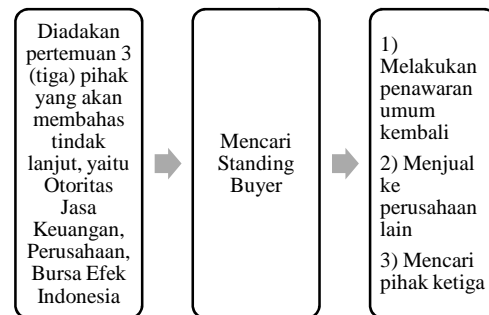 Diadakan
pertemuan 3
(tiga) pihak
yang akan
membahas
tindak
lanjut, yaitu
Otoritas
Jasa
Keuangan,
Perusahaan,
Bursa Efek
Indonesia
Mencari
Standing
Buyer
1)
Melakukan
penawaran
umum
kembali
2) Menjual
ke
perusahaan
lain
3) Mencari
pihak ketiga